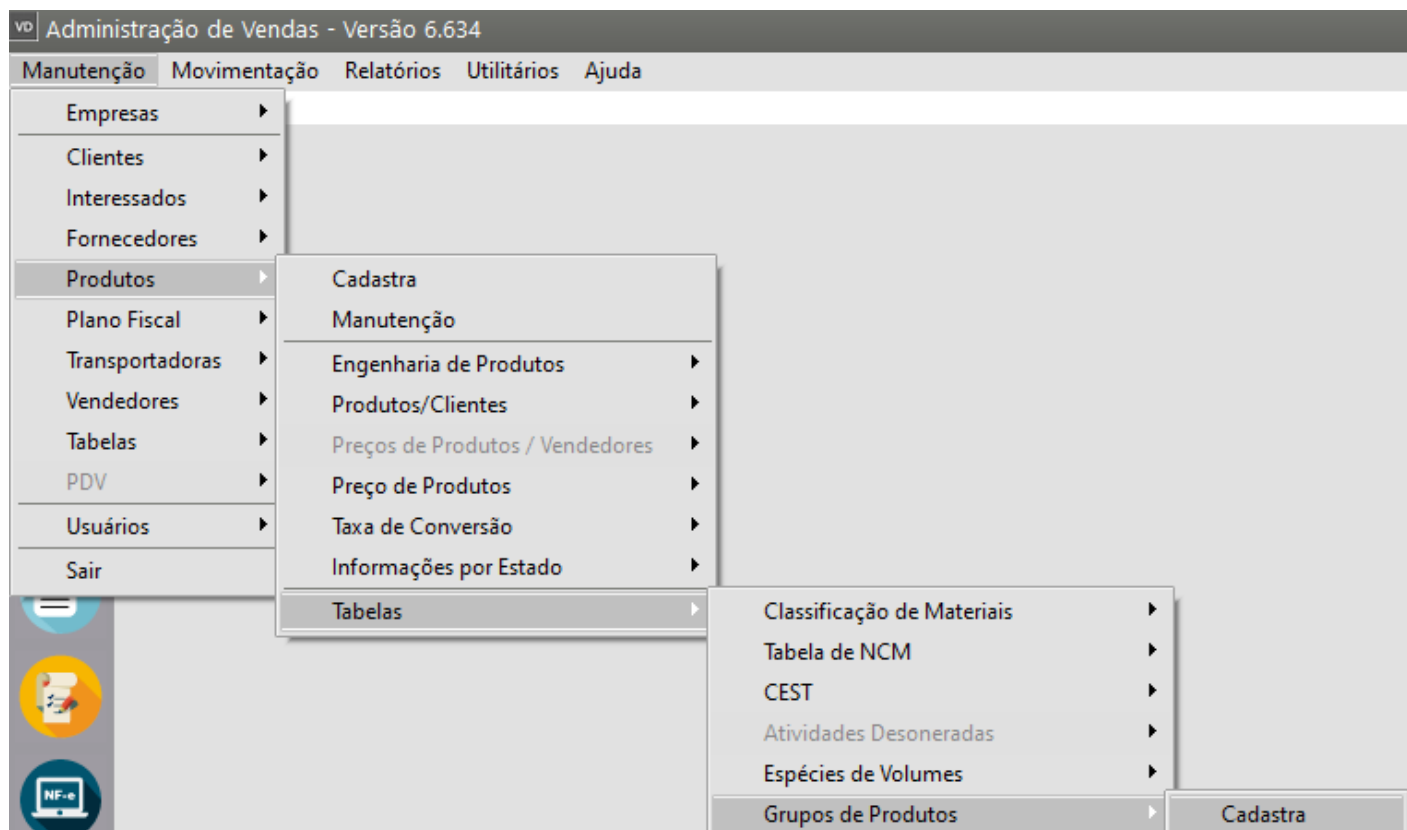 VD Administração de Vendas - Versão 6.634
Manutenção Movimentação Relatórios Utilitários Ajuda
Empresas
Clientes
Interessados
Fornecedores
Produtos
Plano Fiscal
Transportadoras
Vendedores
Tabelas
PDV
Usuários
Sair
Cadastra
Manutenção
Engenharia de Produtos
Produtos/Clientes
Preços de Produtos / Vendedores
Preço de Produtos
Taxa de Conversão
Informações por Estado
Tabelas
Classificação de Materiais
Tabela de NCM
CEST
Atividades Desoneradas
Espécies de Volumes
Grupos de Produtos
Cadastra
NF-e